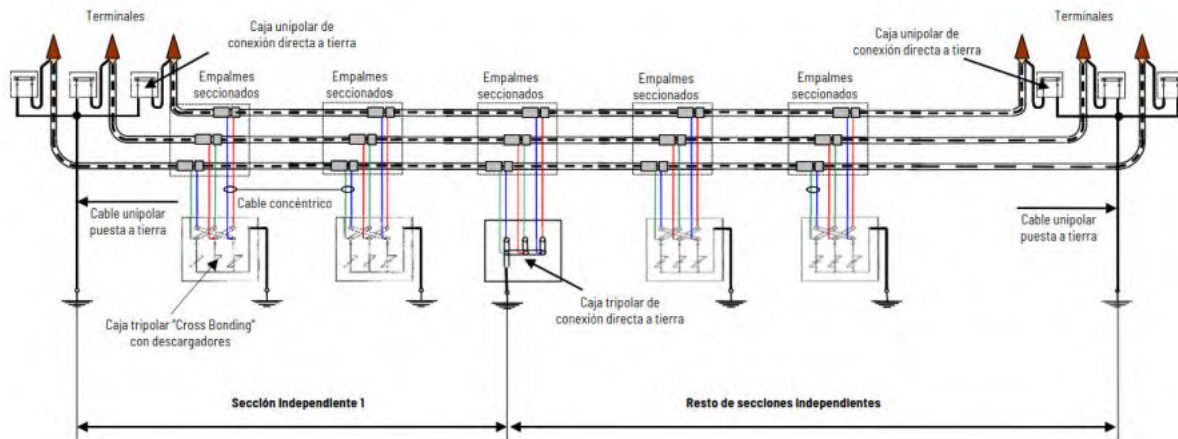 Terminales
Caja unipolar de
conexión directa a tierra
Caja unipolar de
conexión directa a tierra
Terminales
Empalmes
seccionados
Empalmes
seccionados
Empalmes
seccionados
Empalmes
seccionados
Empalmes
seccionados
Cable unipolar
puesta a tierra
Cable concéntrico
Cable unipolar
puesta a tierra
Caja tripolar "Cross Bonding"
con descargadores
Caja tripolar de
conexión directa a tierra
Sección Independiente 1
Resto de secciones independientes